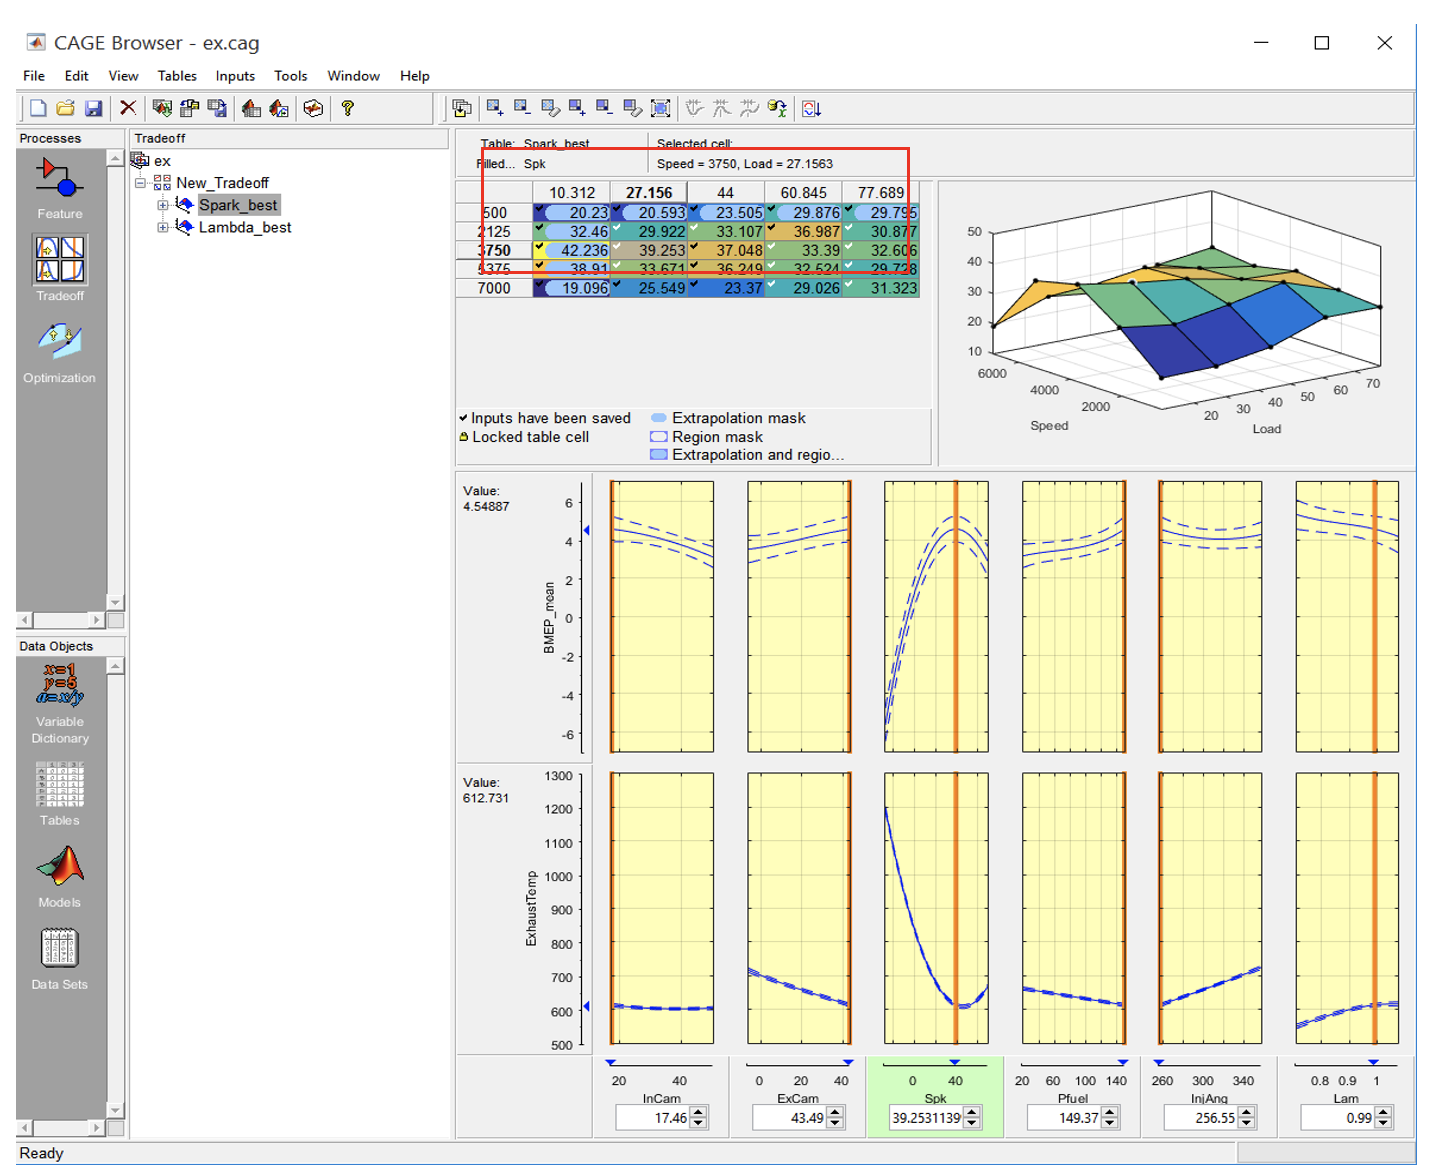 CAGE Browser - ex.cag
File Edit View Tables Inputs Tools Window Help
Processes
Feature
Tradeoff
Optimization
Data Objects
x=1
y=5
a=x/y
Variable
Dictionary
Tables
Models
Data Sets
Tradeoff
ex
New_Tradeoff
Spark_best
Lambda_best
Table: Spark_best Selected cell:
Filled... Spk Speed = 3750, Load = 27.1563
10.312 27.156 44 60.845 77.689
500 20.23 20.593 23.505 29.876 29.795
2125 32.46 29.922 33.107 36.987 30.877
3750 42.236 39.253 37.048 33.39 32.606
5375 38.91 33.671 36.249 32.524 29.728
7000 19.096 25.549 23.37 29.026 31.323
Inputs have been saved
Locked table cell
Extrapolation mask
Region mask
Extrapolation and regio...
50
40
30
20
10
6000
4000
2000
Speed
20 30 40 50 60 70
Load
Value:
4.54887
BMEP_mean
6
4
2
0
-2
-4
-6
Value:
612.731
ExhaustTemp
1300
1200
1100
1000
900
800
700
600
500
20 40
InCam
17.46
0 20 40
ExCam
43.49
0 40
Spk
39.2531139
20 60 100 140
Pfuel
149.37
260 300 340
InjAng
256.55
0.8 0.9 1
Lam
0.99
Ready